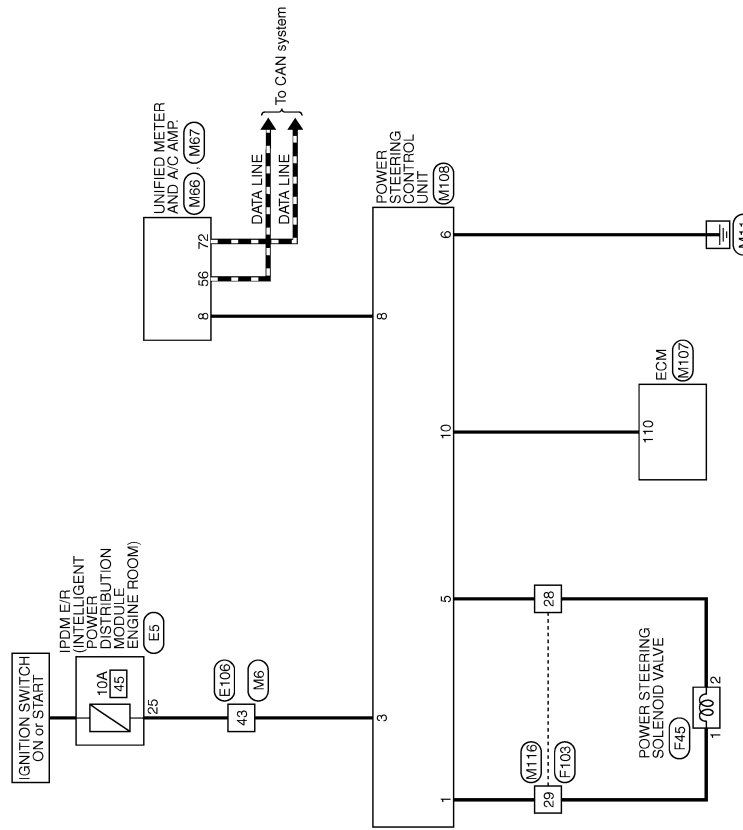 IGNITION SWITCH
ON or START
IPDM E/R
(INTELLIGENT
POWER
DISTRIBUTION
MODULE
ENGINE ROOM)
E5
10A
45
25
43
E106
M6
3
UNIFIED METER
AND A/C AMP.
M66 , M67
8
56
72
DATA LINE
DATA LINE
To CAN system
8
POWER
STEERING
CONTROL
UNIT
M108
1
5
10
6
29
M116
F103
28
POWER STEERING
SOLENOID VALVE
F45
1
2
110
ECM
M107